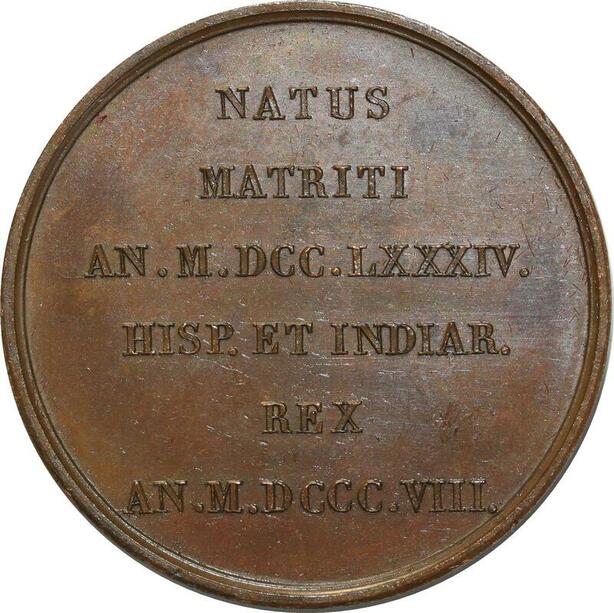 NATUS
MATRITI
AN.M.DCC.LXXXIV.
HISP. ET INDIAR.
REX
AN.M.DCCC.VIII.